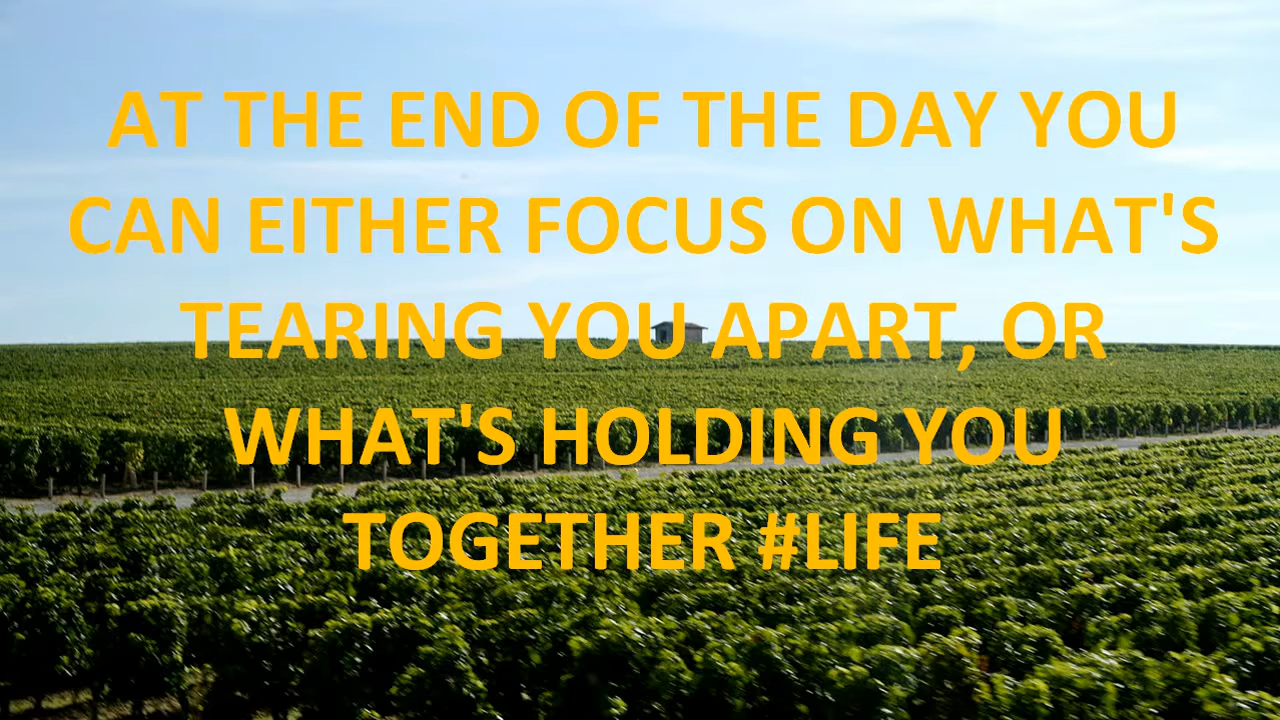 AT THE END OF THE DAY YOU
CAN EITHER FOCUS ON WHAT'S
TEARING YOU APART, OR
WHAT'S HOLDING YOU
TOGETHER #LIFE